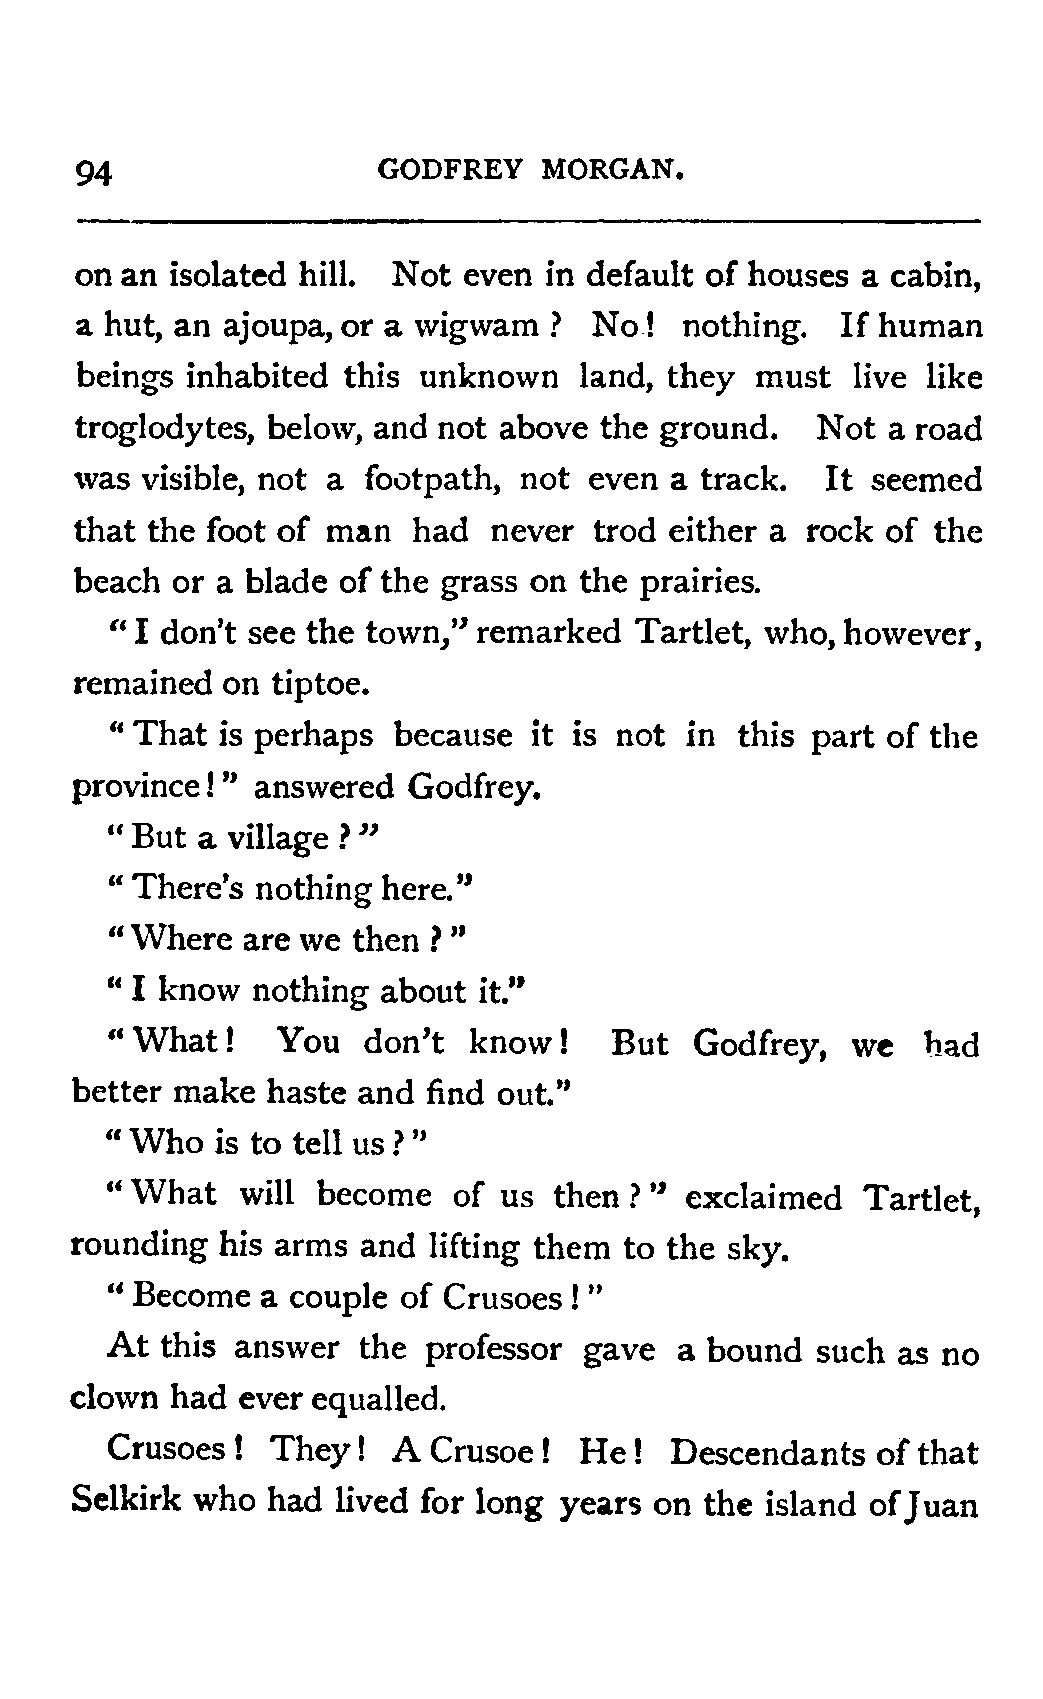 94 GODFREY MORGAN.
on an isolated hill. Not even in default of houses a cabin,
a hut, an ajoupa, or a wigwam ? No ! nothing. If human
beings inhabited this unknown land, they must live like
troglodytes, below, and not above the ground. Not a road
was visible, not a footpath, not even a track. It seemed
that the foot of man had never trod either a rock of the
beach or a blade of the grass on the prairies.
" I don't see the town," remarked Tartlet, who, however,
remained on tiptoe.
" That is perhaps because it is not in this part of the
province ! " answered Godfrey.
" But a village ? "
" There's nothing here."
" Where are we then ? "
" I know nothing about it."
" What ! You don't know ! But Godfrey, we had
better make haste and find out."
" Who is to tell us ? "
" What will become of us then ? " exclaimed Tartlet,
rounding his arms and lifting them to the sky.
" Become a couple of Crusoes ! "
At this answer the professor gave a bound such as no
clown had ever equalled.
Crusoes ! They ! A Crusoe ! He ! Descendants of that
Selkirk who had lived for long years on the island of Juan